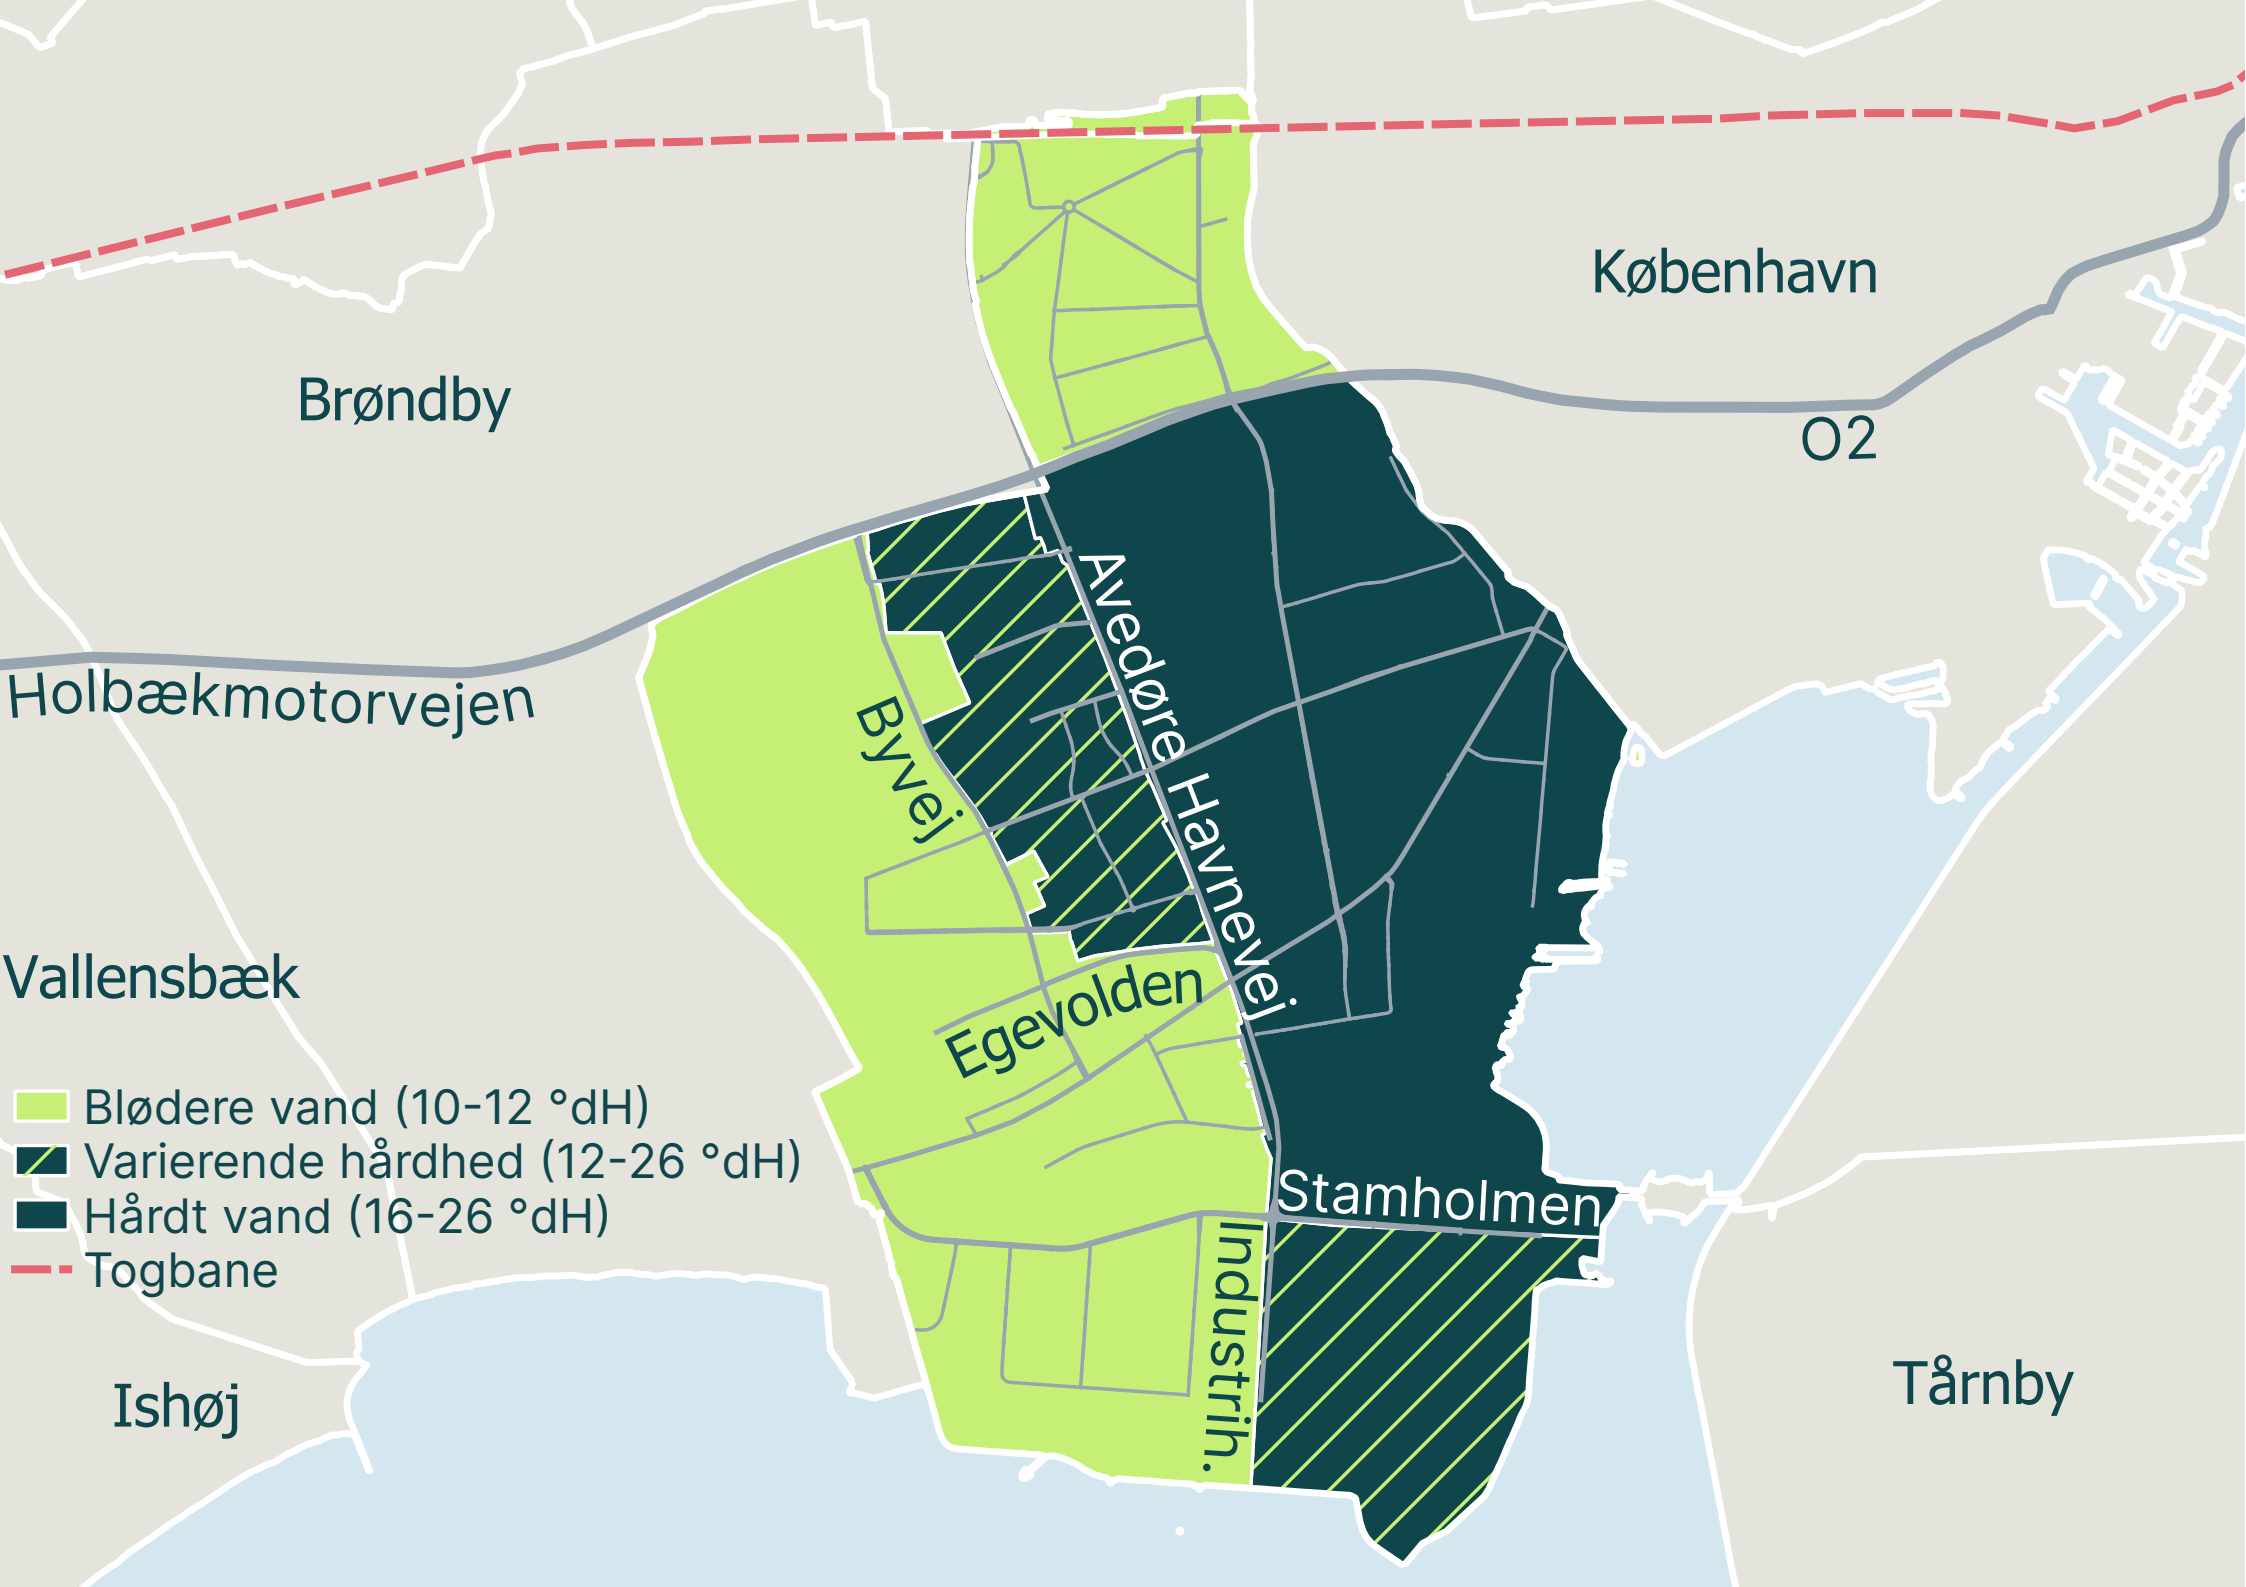 København
Brøndby
O2
Holbækmotorvejen
Avedøre Havnevej
Byvej
Vallensbæk
Egevolden
Blødere vand (10-12 °dH)
Varierende hårdhed (12-26 °dH)
Hårdt vand (16-26 °dH)
Togbane
Stamholmen
Industrih.
Ishøj
Tårnby